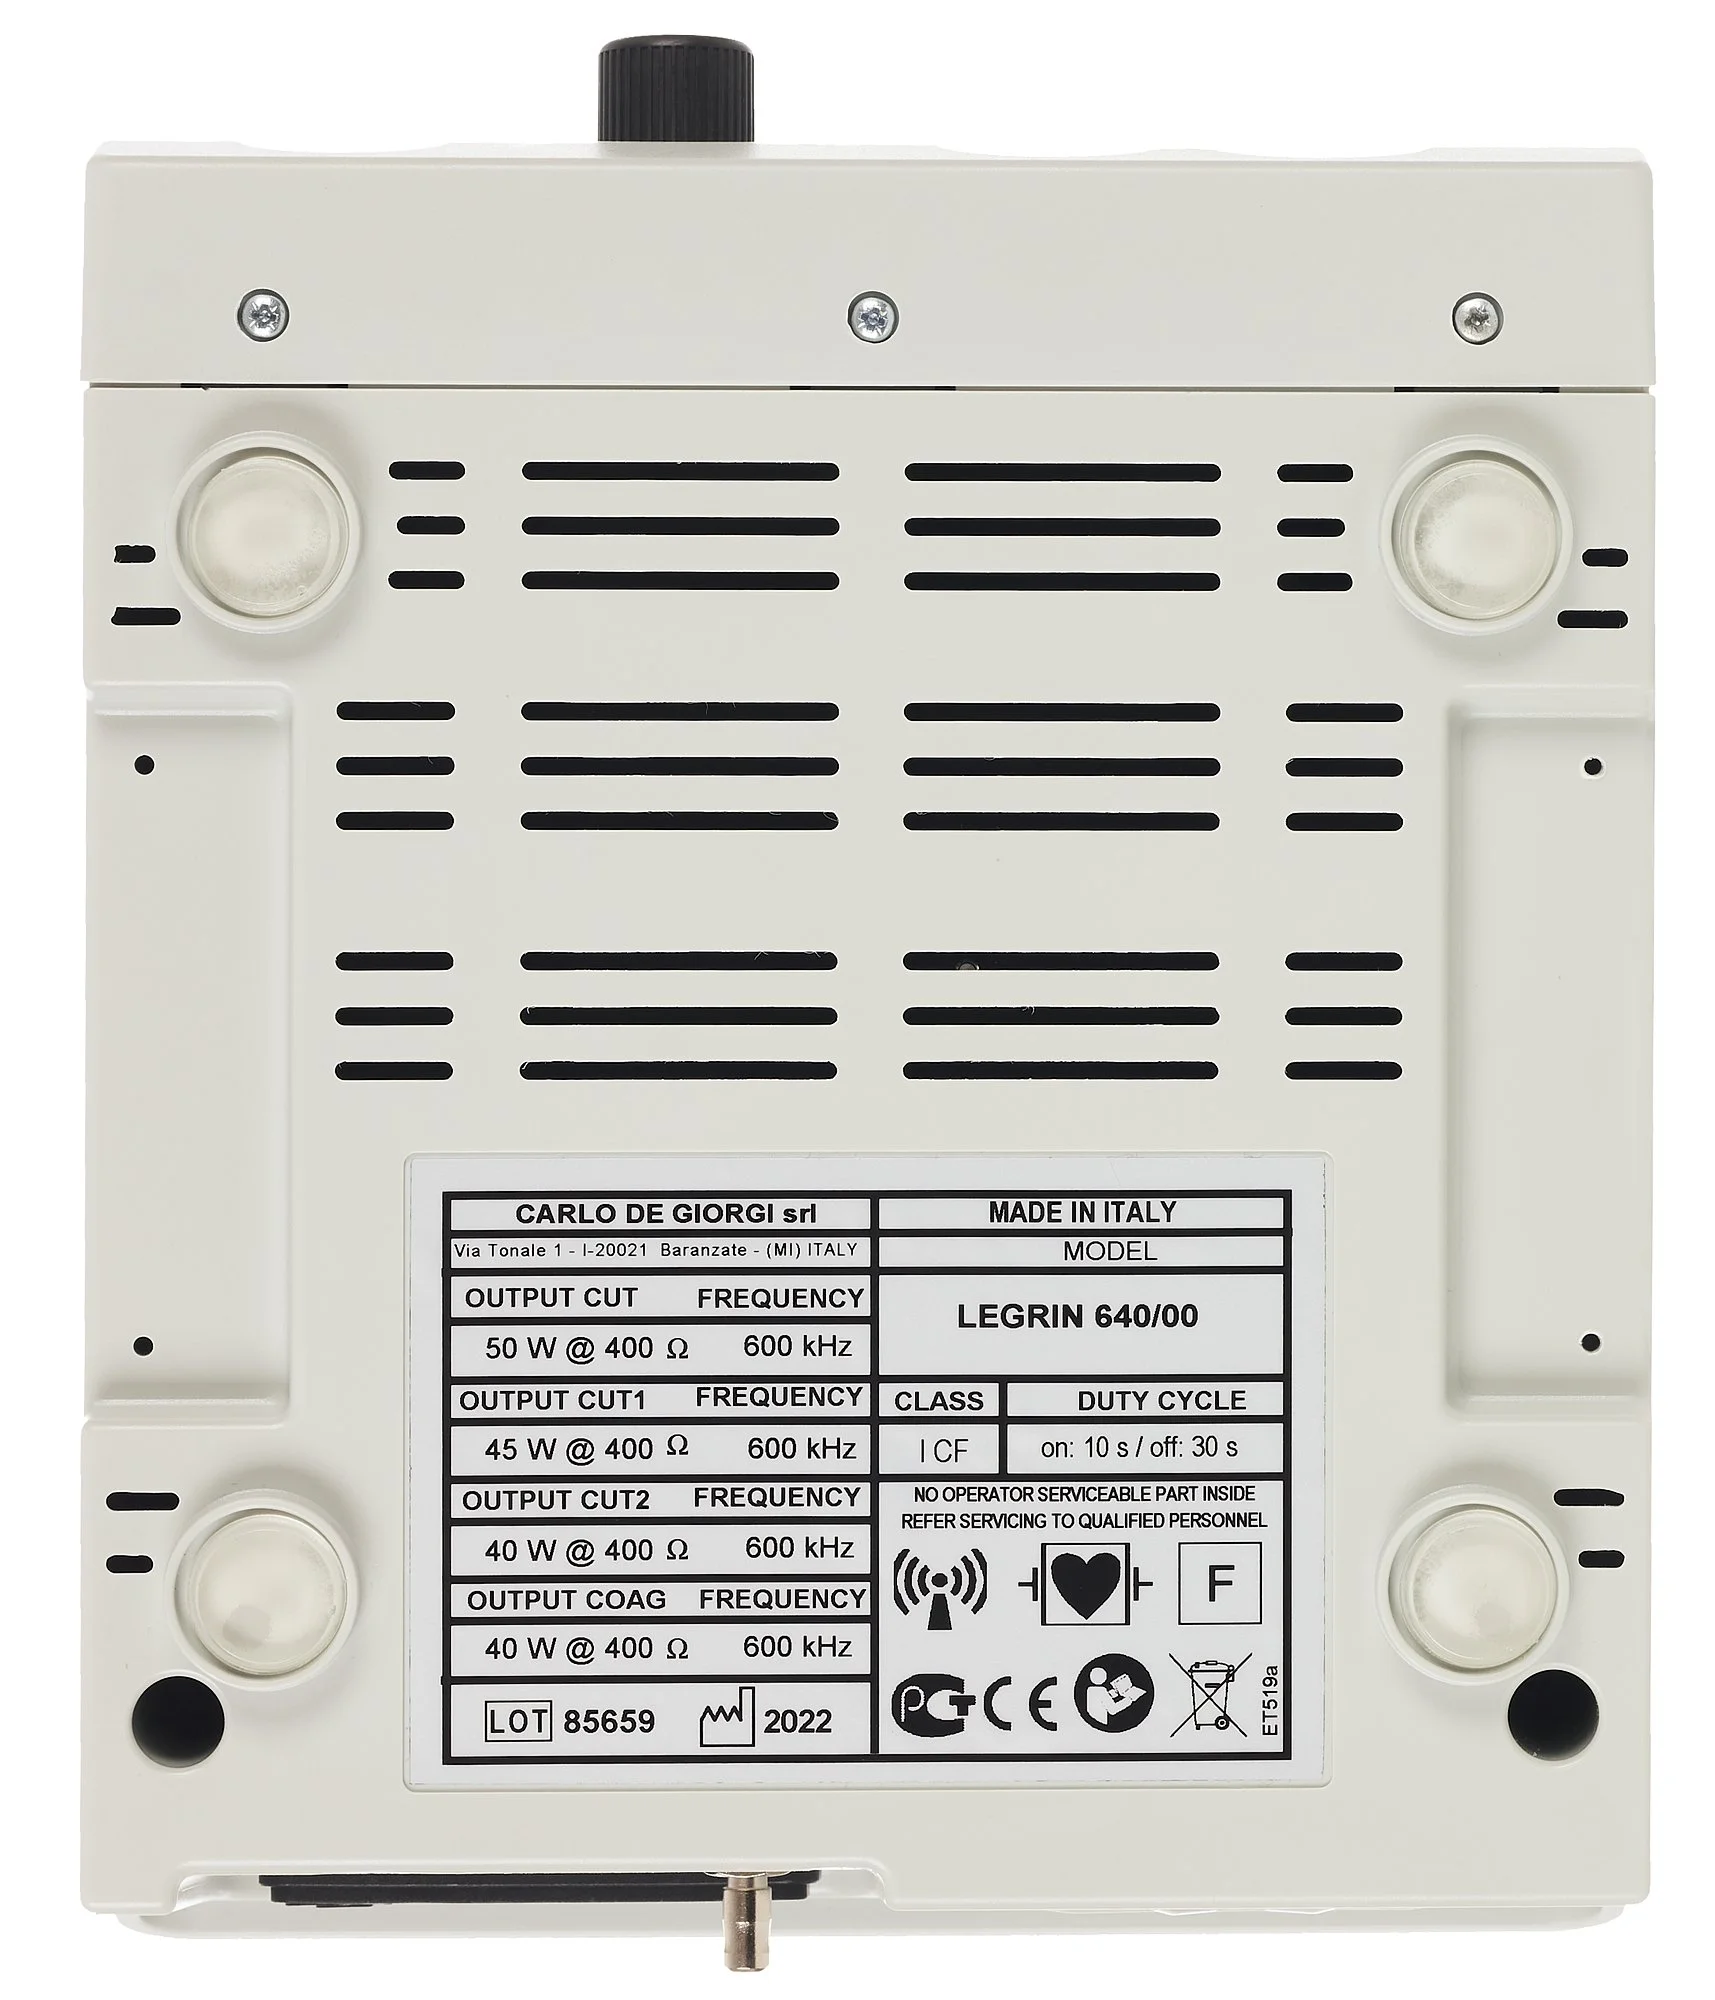 CARLO DE GIORGI srl
Via Tonale 1 - I-20021 Baranzate - (MI) ITALY
OUTPUT CUT FREQUENCY
50 W @ 400 Ω 600 kHz
OUTPUT CUT1 FREQUENCY
45 W @ 400 Ω 600 kHz
OUTPUT CUT2 FREQUENCY
40 W @ 400 Ω 600 kHz
OUTPUT COAG FREQUENCY
40 W @ 400 Ω 600 kHz
LOT 85659 2022
MADE IN ITALY
MODEL
LEGRIN 640/00
CLASS DUTY CYCLE
I CF on: 10 s / off: 30 s
NO OPERATOR SERVICEABLE PART INSIDE
REFER SERVICING TO QUALIFIED PERSONNEL
F
PCT CE
ET519a